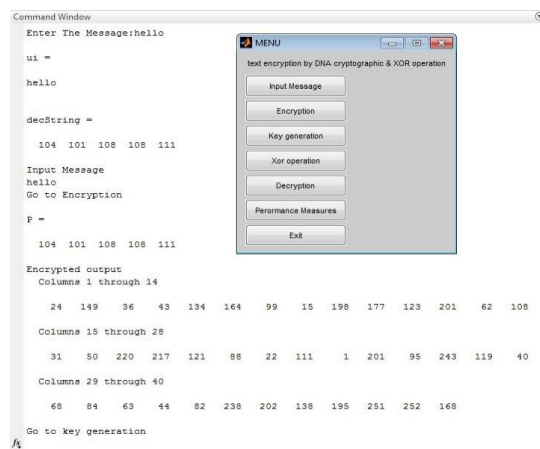 Command Window
Enter The Message:hello
ui =
hello
decString =
104 101 108 108 111
Input Message
hello
Go to Encryption
P =
104 101 108 108 111
Encrypted output
Columns 1 through 14
24 149 36 43 134 164 99 15 198 177 123 201 62 108
Columns 15 through 28
31 50 220 217 121 88 22 111 1 201 95 243 119 40
Columns 29 through 40
68 84 63 44 82 238 202 138 195 251 252 168
Go to key generation
fx
MENU
text encryption by DNA cryptographic & XOR operation
Input Message
Encryption
Key generation
Xor operation
Decryption
Perormance Measures
Exit